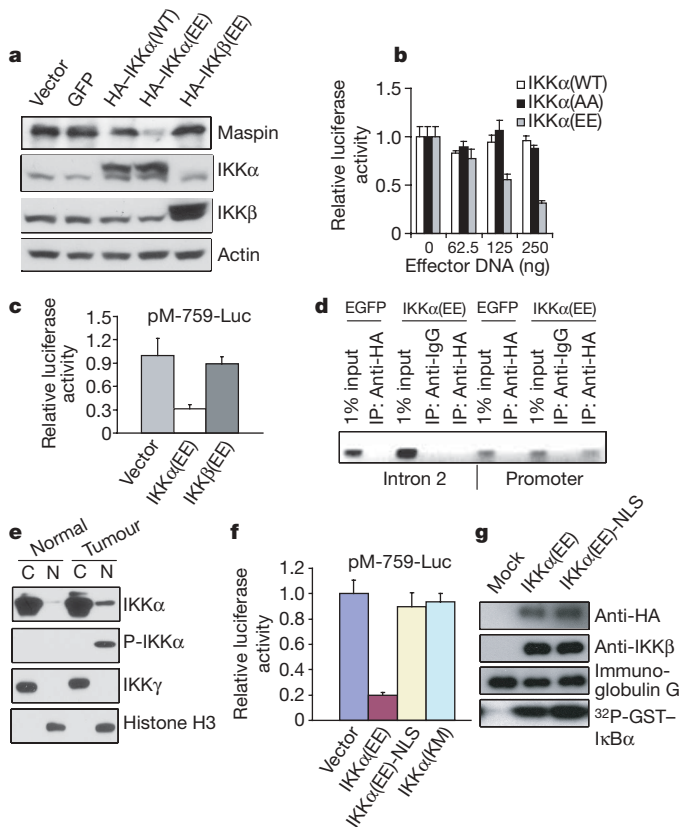 a
Vector
GFP
HA–IKKα(WT)
HA–IKKα(EE)
HA–IKKβ(EE)
Maspin
IKKα
IKKβ
Actin
b
Relative luciferase
activity
1.5
1.0
0.5
0
IKKα(WT)
IKKα(AA)
IKKα(EE)
0 62.5 125 250
Effector DNA (ng)
c
pM-759-Luc
Relative luciferase
activity
1.5
1.2
0.9
0.6
0.3
Vector
IKKα(EE)
IKKβ(EE)
d
EGFP IKKα(EE) EGFP IKKα(EE)
1% input
IP: Anti-HA
1% input
IP: Anti-IgG
IP: Anti-HA
1% input
IP: Anti-HA
1% input
IP: Anti-IgG
IP: Anti-HA
Intron 2 Promoter
e
Normal Tumour
C N C N
IKKα
P-IKKα
IKKγ
Histone H3
f
pM-759-Luc
Relative luciferase
activity
1.2
1.0
0.8
0.6
0.4
0.2
0
Vector
IKKα(EE)
IKKα(EE)-NLS
IKKα(KM)
g
Mock
IKKα(EE)
IKKα(EE)-NLS
Anti-HA
Anti-IKKβ
Immuno-
globulin G
32P-GST–
IκBα